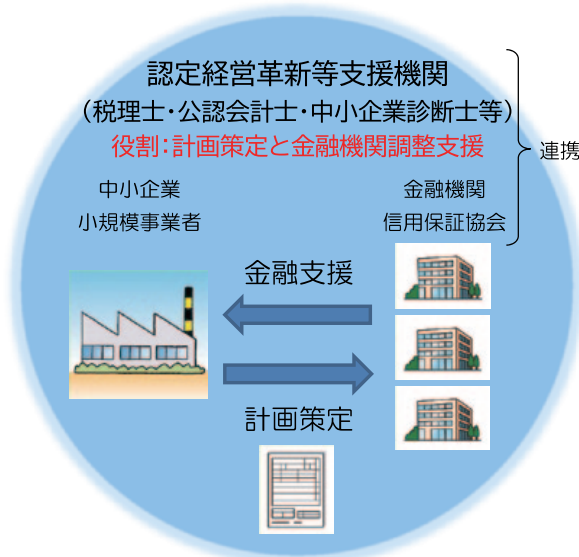 認定経営革新等支援機関
（税理士・公認会計士・中小企業診断士等）
役割：計画策定と金融機関調整支援
連携
中小企業
小規模事業者
金融機関
信用保証協会
金融支援
計画策定